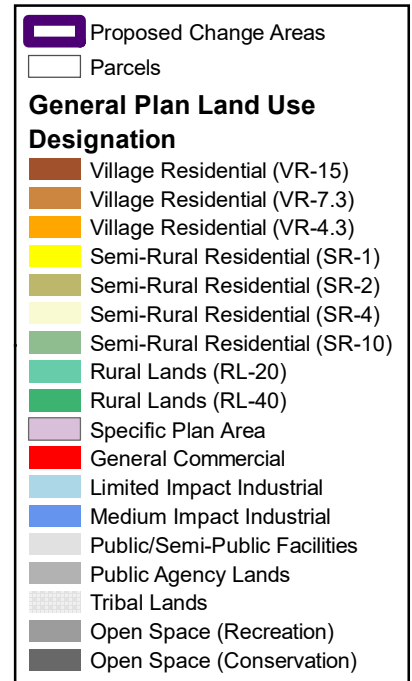 Proposed Change Areas
Parcels
General Plan Land Use
Designation
Village Residential (VR-15)
Village Residential (VR-7.3)
Village Residential (VR-4.3)
Semi-Rural Residential (SR-1)
Semi-Rural Residential (SR-2)
Semi-Rural Residential (SR-4)
Semi-Rural Residential (SR-10)
Rural Lands (RL-20)
Rural Lands (RL-40)
Specific Plan Area
General Commercial
Limited Impact Industrial
Medium Impact Industrial
Public/Semi-Public Facilities
Public Agency Lands
Tribal Lands
Open Space (Recreation)
Open Space (Conservation)